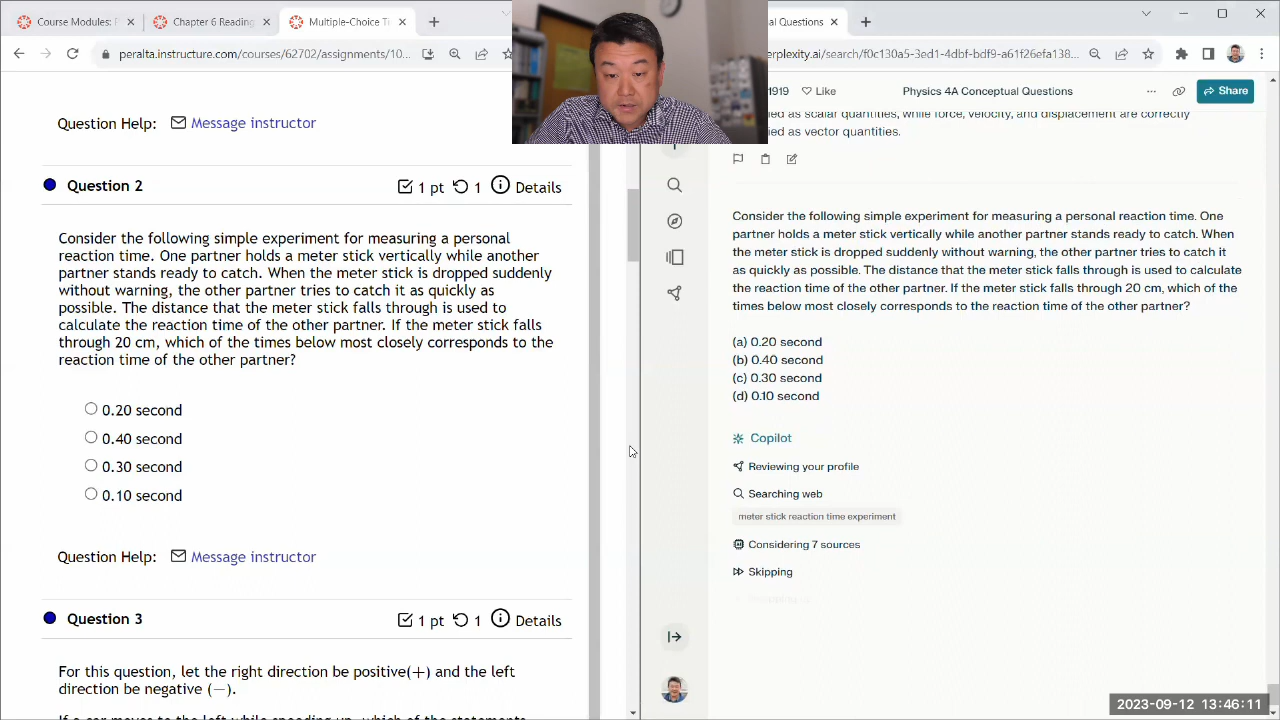 Course Modules: P
Chapter 6 Reading
Multiple-Choice T
al Questions
peralta.instructure.com/courses/62702/assignments/10...
erplexity.ai/search/f0c130a5-3ed1-4dbf-bdf9-a61f26efa138...
Question Help: Message instructor
Question 2
1 pt 1 Details
Consider the following simple experiment for measuring a personal
reaction time. One partner holds a meter stick vertically while another
partner stands ready to catch. When the meter stick is dropped suddenly
without warning, the other partner tries to catch it as quickly as
possible. The distance that the meter stick falls through is used to
calculate the reaction time of the other partner. If the meter stick falls
through 20 cm, which of the times below most closely corresponds to the
reaction time of the other partner?
0.20 second
0.40 second
0.30 second
0.10 second
Question Help: Message instructor
Question 3
1 pt 1 Details
For this question, let the right direction be positive(+) and the left
direction be negative (−).
If a car moves to the left while speeding up, which of the statements
1919 Like
Physics 4A Conceptual Questions
Share
ed as scalar quantities, while force, velocity, and displacement are correctly
ied as vector quantities.
Consider the following simple experiment for measuring a personal reaction time. One
partner holds a meter stick vertically while another partner stands ready to catch. When
the meter stick is dropped suddenly without warning, the other partner tries to catch it
as quickly as possible. The distance that the meter stick falls through is used to calculate
the reaction time of the other partner. If the meter stick falls through 20 cm, which of the
times below most closely corresponds to the reaction time of the other partner?
(a) 0.20 second
(b) 0.40 second
(c) 0.30 second
(d) 0.10 second
Copilot
Reviewing your profile
Searching web
meter stick reaction time experiment
Considering 7 sources
Skipping
2023-09-12 13:46:11